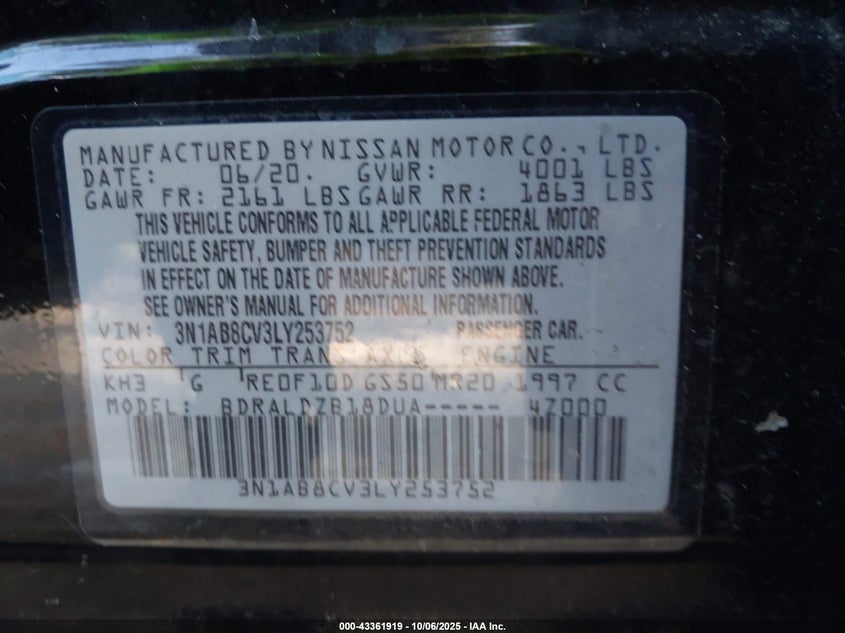 MANUFACTURED BY NISSAN MOTOR CO., LTD.
DATE: 06/20. GVWR: 4001 LBS
GAWR FR: 2161 LBS GAWR RR: 1863 LBS
THIS VEHICLE CONFORMS TO ALL APPLICABLE FEDERAL MOTOR
VEHICLE SAFETY, BUMPER AND THEFT PREVENTION STANDARDS
IN EFFECT ON THE DATE OF MANUFACTURE SHOWN ABOVE.
SEE OWNER'S MANUAL FOR ADDITIONAL INFORMATION.
VIN: 3N1AB8CV3LY253752 PASSENGER CAR.
COLOR TRIM TRANS AXLE ENGINE
KH3 G RE0F10D GS50 MR20 1997 CC
MODEL: BDRALDZB18DUA----- 4Z000
3N1AB8CV3LY253752
000-43361919 - 10/06/2025 - IAA Inc.